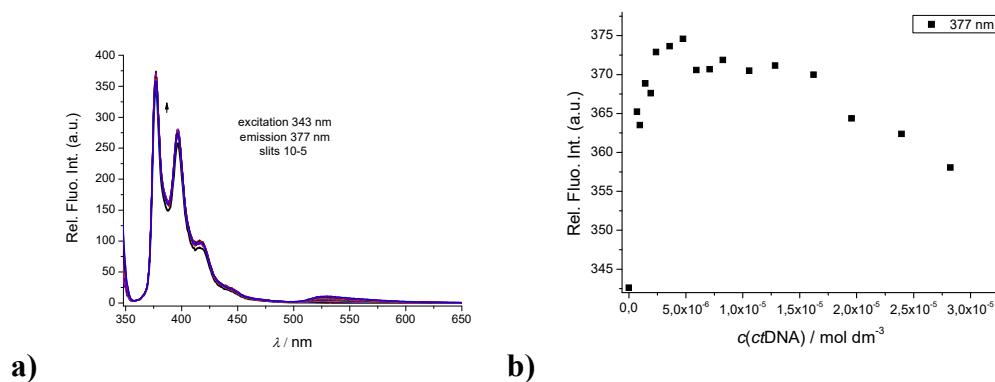 400
350
300
250
200
150
100
50
0
Rel. Fluo. Int. (a.u.)
excitation 343 nm
emission 377 nm
slits 10-5
350 400 450 500 550 600 650
λ / nm
a)
377 nm
375
370
365
360
355
350
345
Rel. Fluo. Int. (a.u.)
0,0 5,0x10⁻⁶ 1,0x10⁻⁵ 1,5x10⁻⁵ 2,0x10⁻⁵ 2,5x10⁻⁵ 3,0x10⁻⁵
c(ctDNA) / mol dm⁻³
b)